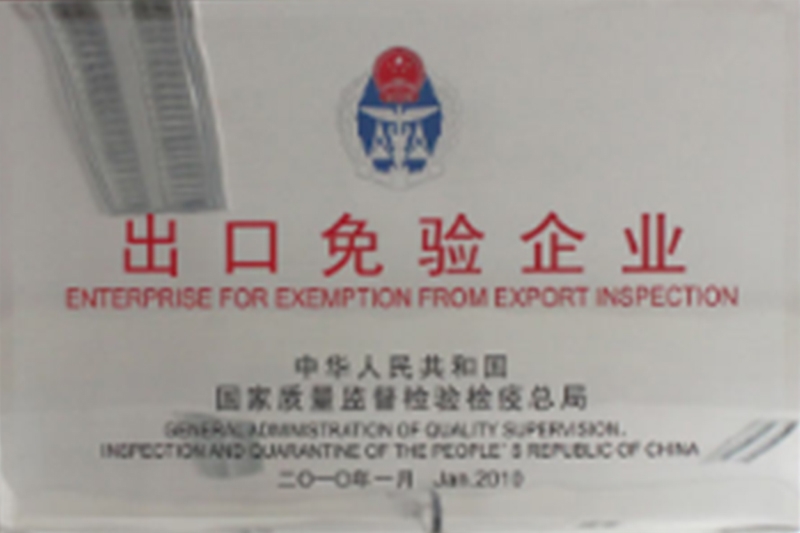 出口免验企业
ENTERPRISE FOR EXEMPTION FROM EXPORT INSPECTION
中华人民共和国
国家质量监督检验检疫总局
GENERAL ADMINISTRATION OF QUALITY SUPERVISION,
INSPECTION AND QUARANTINE OF THE PEOPLE'S REPUBLIC OF CHINA
二〇一〇年一月 Jan.2010